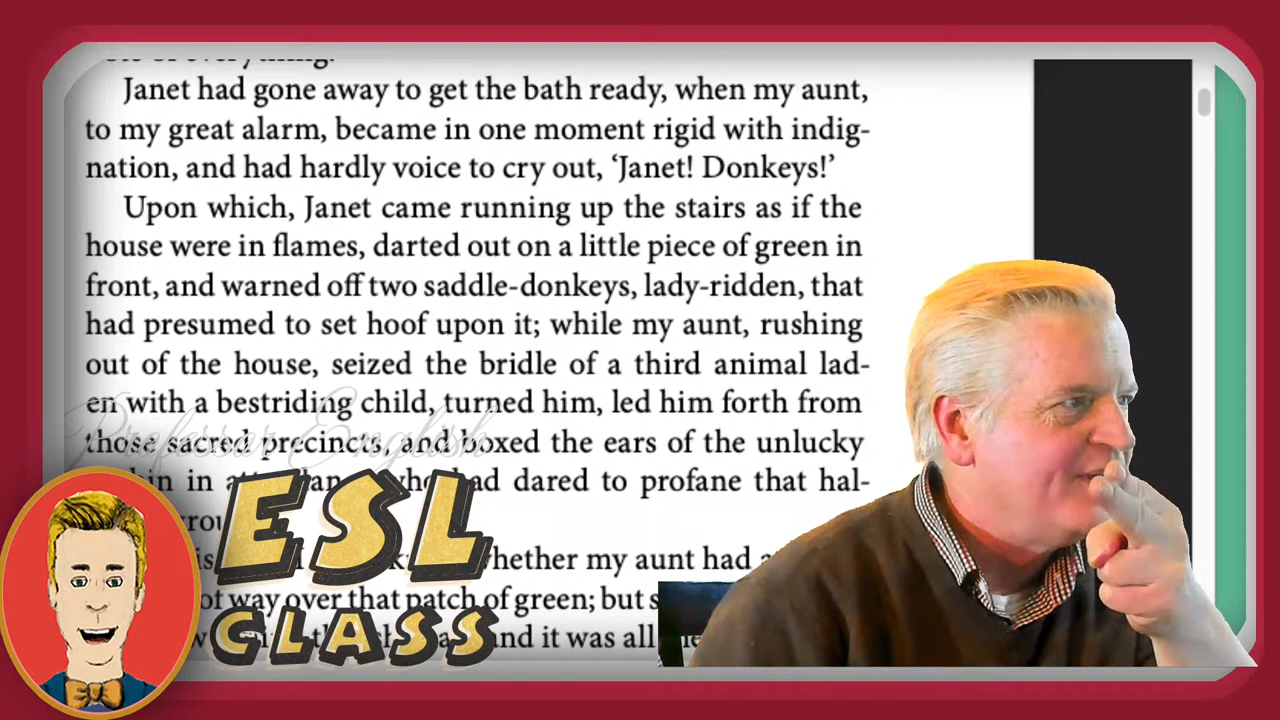 everything.
Janet had gone away to get the bath ready, when my aunt,
to my great alarm, became in one moment rigid with indig-
nation, and had hardly voice to cry out, ‘Janet! Donkeys!’
Upon which, Janet came running up the stairs as if the
house were in flames, darted out on a little piece of green in
front, and warned off two saddle-donkeys, lady-ridden, that
had presumed to set hoof upon it; while my aunt, rushing
out of the house, seized the bridle of a third animal lad-
en with a bestriding child, turned him, led him forth from
those sacred precincts, and boxed the ears of the unlucky
in who had dared to profane that hal-
whether my aunt had
of way over that patch of green; but
and it was all
Professor English
ESL
CLASS